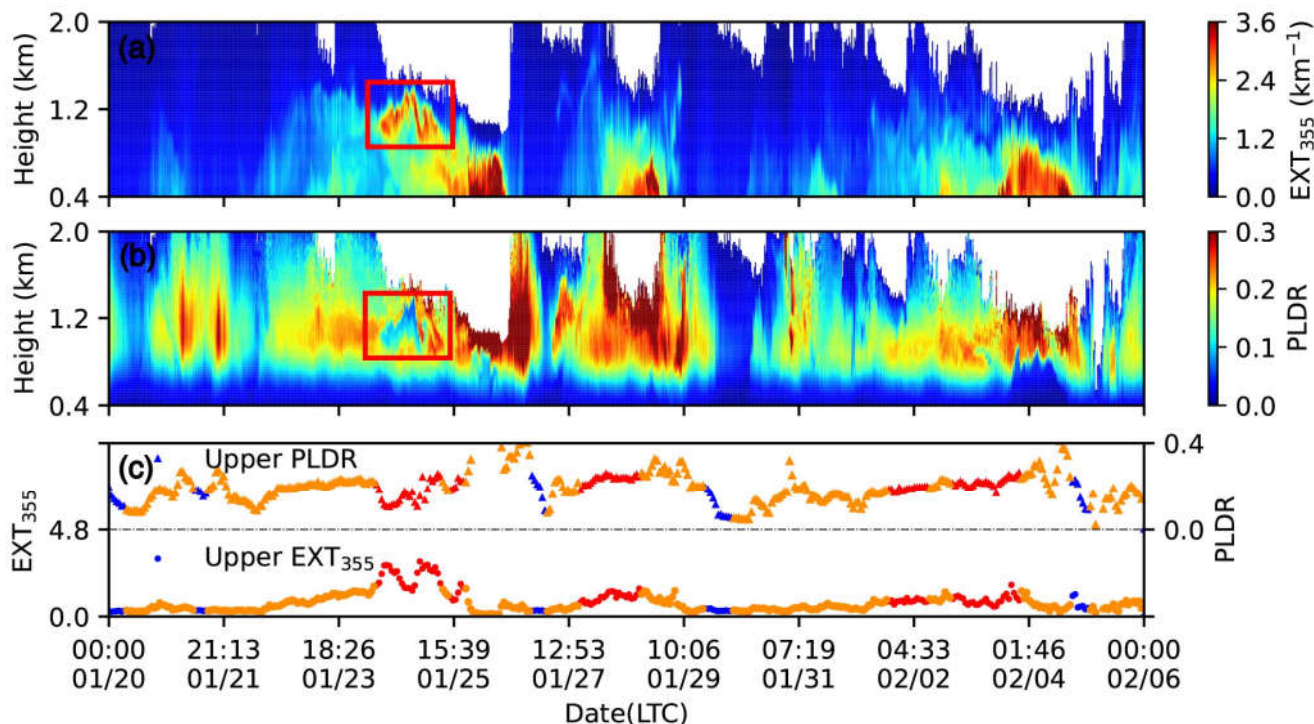 (a)
2.0
1.2
0.4
Height (km)
3.6
2.4
1.2
0.0
EXT₃₅₅ (km⁻¹)
(b)
2.0
1.2
0.4
Height (km)
0.3
0.2
0.1
0.0
PLDR
(c)
Upper PLDR
Upper EXT₃₅₅
4.8
0.0
EXT₃₅₅
0.4
0.0
PLDR
00:00 21:13 18:26 15:39 12:53 10:06 07:19 04:33 01:46 00:00
01/20 01/21 01/23 01/25 01/27 01/29 01/31 02/02 02/04 02/06
Date(LTC)